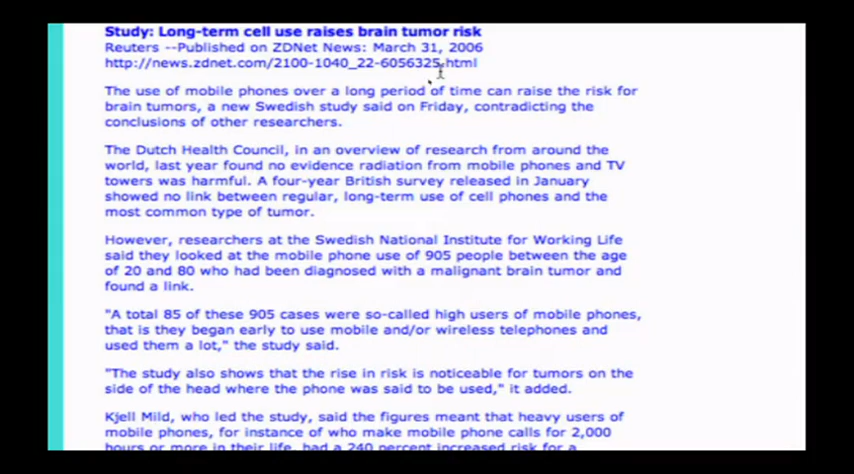 Study: Long-term cell use raises brain tumor risk
Reuters --Published on ZDNet News: March 31, 2006
http://news.zdnet.com/2100-1040_22-6056325.html
The use of mobile phones over a long period of time can raise the risk for
brain tumors, a new Swedish study said on Friday, contradicting the
conclusions of other researchers.
The Dutch Health Council, in an overview of research from around the
world, last year found no evidence radiation from mobile phones and TV
towers was harmful. A four-year British survey released in January
showed no link between regular, long-term use of cell phones and the
most common type of tumor.
However, researchers at the Swedish National Institute for Working Life
said they looked at the mobile phone use of 905 people between the age
of 20 and 80 who had been diagnosed with a malignant brain tumor and
found a link.
"A total 85 of these 905 cases were so-called high users of mobile phones,
that is they began early to use mobile and/or wireless telephones and
used them a lot," the study said.
"The study also shows that the rise in risk is noticeable for tumors on the
side of the head where the phone was said to be used," it added.
Kjell Mild, who led the study, said the figures meant that heavy users of
mobile phones, for instance of who make mobile phone calls for 2,000
hours or more in their life, had a 240 percent increased risk for a